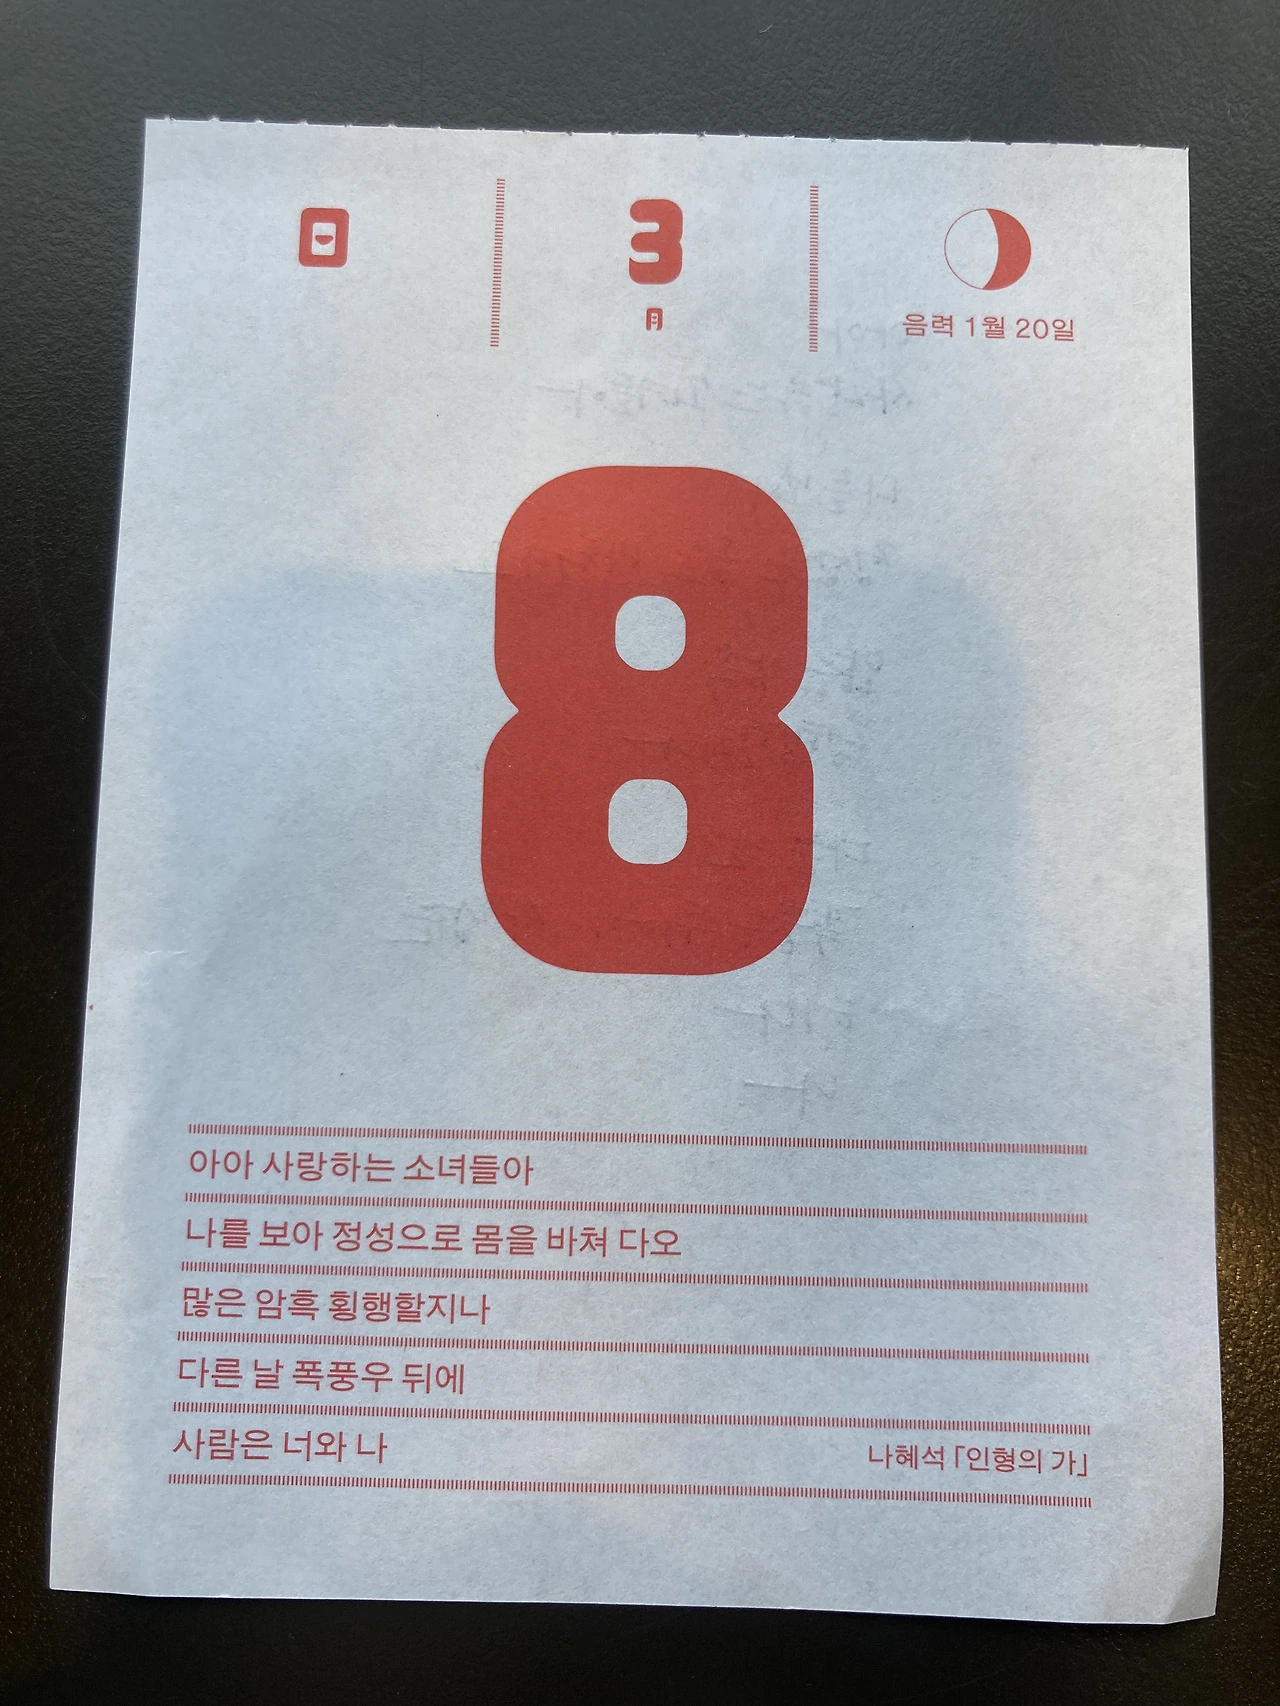 日
3
月
음력 1월 20일
8
아아 사랑하는 소녀들아
나를 보아 정성으로 몸을 바쳐 다오
많은 암흑 횡행할지나
다른 날 폭풍우 뒤에
사람은 너와 나
나혜석 「인형의 가」